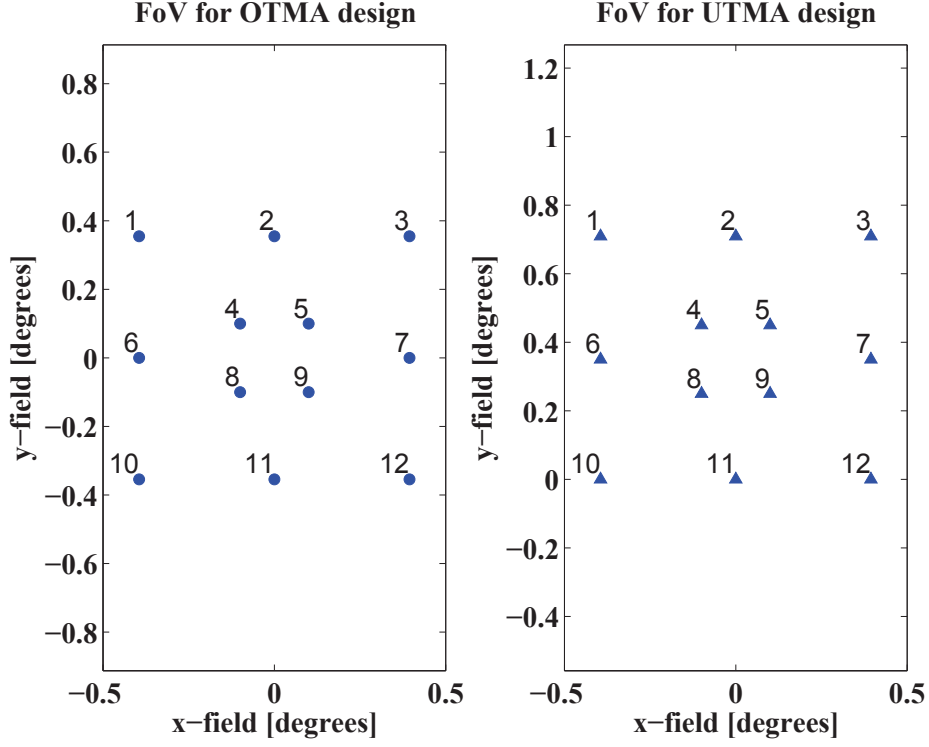 FoV for OTMA design
0.8
0.6
0.4
0.2
0
−0.2
−0.4
−0.6
−0.8
y−field [degrees]
1 2 3
4 5
6 7
8 9
10 11 12
−0.5 0 0.5
x−field [degrees]
FoV for UTMA design
1.2
1
0.8
0.6
0.4
0.2
0
−0.2
−0.4
y−field [degrees]
1 2 3
4 5
6 7
8 9
10 11 12
−0.5 0 0.5
x−field [degrees]